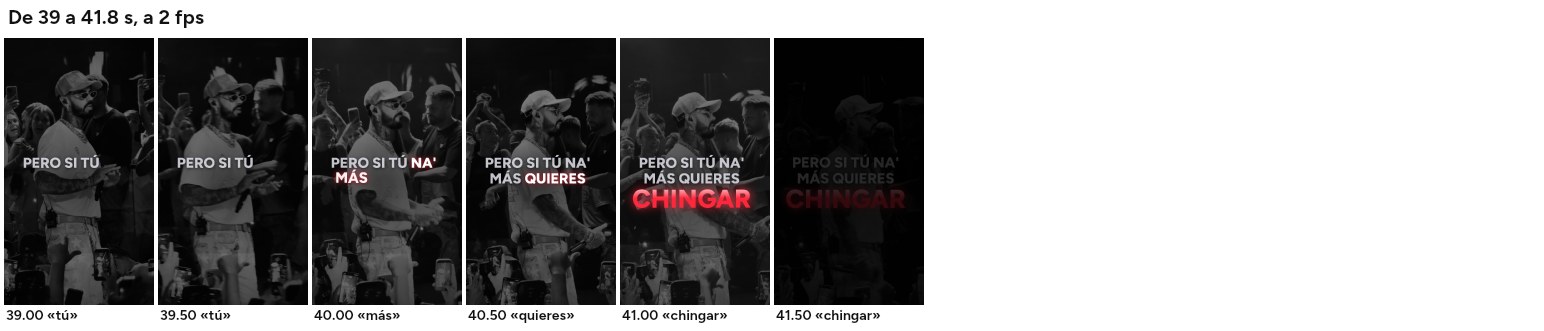 De 39 a 41.8 s, a 2 fps
PERO SI TÚ
39.00 «tú»
PERO SI TÚ
39.50 «tú»
PERO SI TÚ NA'
MÁS
40.00 «más»
PERO SI TÚ NA'
MÁS QUIERES
40.50 «quieres»
PERO SI TÚ NA'
MÁS QUIERES
CHINGAR
41.00 «chingar»
PERO SI TÚ NA'
MÁS QUIERES
CHINGAR
41.50 «chingar»